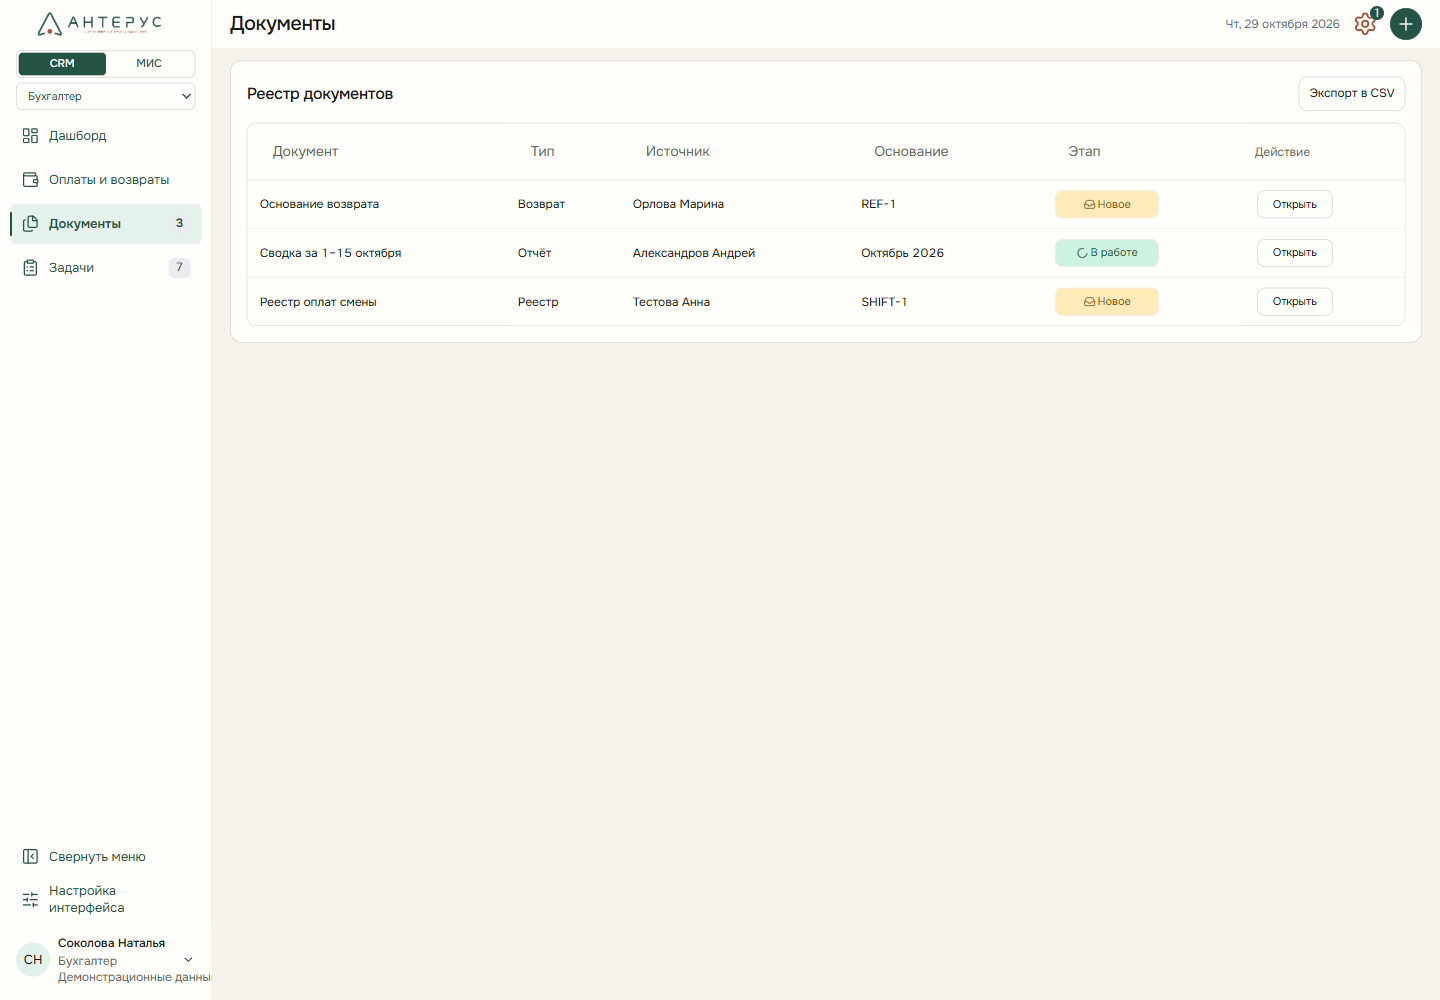 АНТЕРУС
CRM
МИС
Бухгалтер
Дашборд
Оплаты и возвраты
Документы
3
Задачи
7
Свернуть меню
Настройка
интерфейса
СН
Соколова Наталья
Бухгалтер
Демонстрационные данны
Документы
Чт, 29 октября 2026
1
Реестр документов
Экспорт в CSV
Документ Тип Источник Основание Этап Действие
Основание возврата Возврат Орлова Марина REF-1 Новое Открыть
Сводка за 1–15 октября Отчёт Александров Андрей Октябрь 2026 В работе Открыть
Реестр оплат смены Реестр Тестова Анна SHIFT-1 Новое Открыть